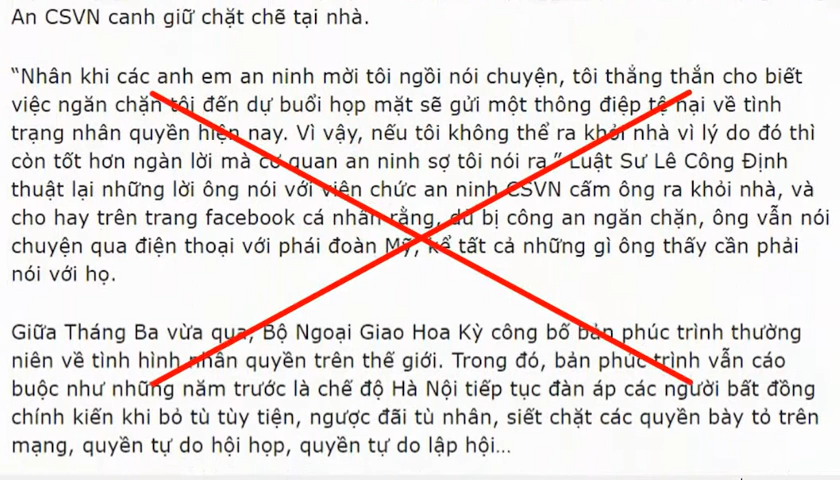 An CSVN canh giữ chặt chẽ tại nhà.
“Nhân khi các anh em an ninh mời tôi ngồi nói chuyện, tôi thẳng thắn cho biết
việc ngăn chặn tôi đến dự buổi họp mặt sẽ gửi một thông điệp tệ hại về tình
trạng nhân quyền hiện nay. Vì vậy, nếu tôi không thể ra khỏi nhà vì lý do đó thì
còn tốt hơn ngàn lời mà cơ quan an ninh sợ tôi nói ra,” Luật Sư Lê Công Định
thuật lại những lời ông nói với viên chức an ninh CSVN cấm ông ra khỏi nhà, và
cho hay trên trang facebook cá nhân rằng, dù bị công an ngăn chặn, ông vẫn nói
chuyện qua điện thoại với phái đoàn Mỹ, kể tất cả những gì ông thấy cần phải
nói với họ.
Giữa Tháng Ba vừa qua, Bộ Ngoại Giao Hoa Kỳ công bố bản phúc trình thường
niên về tình hình nhân quyền trên thế giới. Trong đó, bản phúc trình vẫn cáo
buộc như những năm trước là chế độ Hà Nội tiếp tục đàn áp các người bất đồng
chính kiến khi bỏ tù tùy tiện, ngược đãi tù nhân, siết chặt các quyền bày tỏ trên
mạng, quyền tự do hội họp, quyền tự do lập hội...